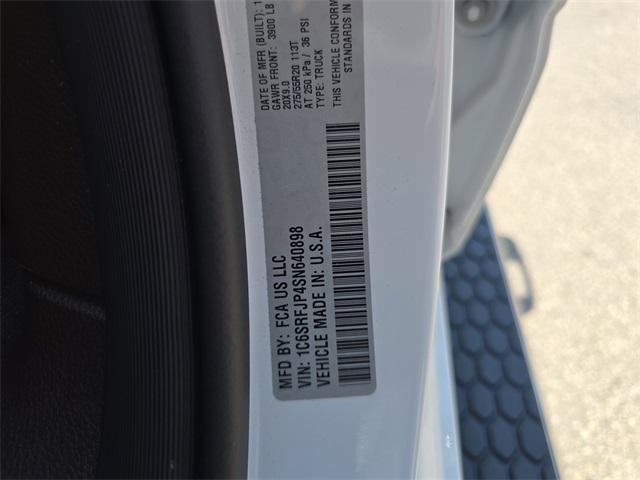 MFD BY: FCA US LLC
DATE OF MFR (BUILT): 1
GAWR FRONT: 3900 LB
20X9.0
275/55R20 113T
AT 250 kPa / 36 PSI
TYPE: TRUCK
VIN: 1C6SRFJP4SN640898
THIS VEHICLE CONFORM
STANDARDS IN
VEHICLE MADE IN: U.S.A.